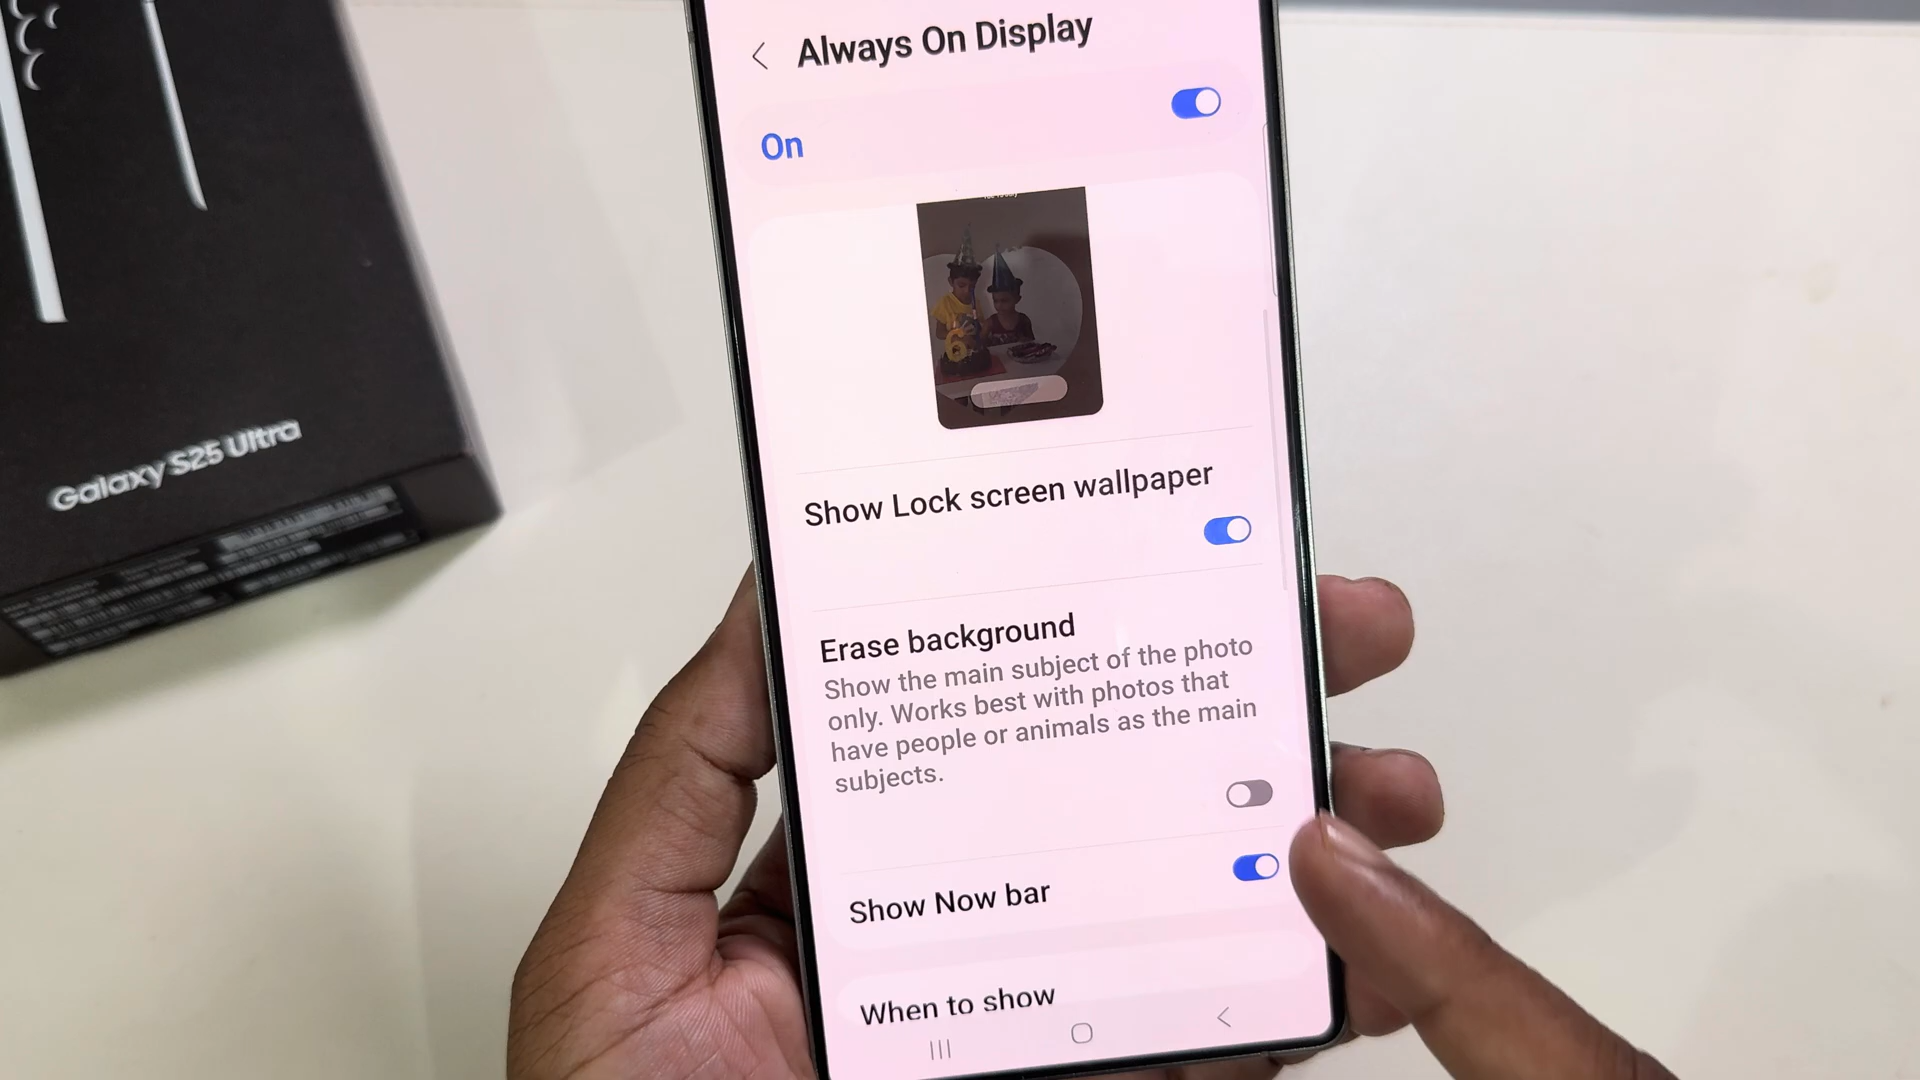 Always On Display
On
6
Show Lock screen wallpaper
Erase background
Show the main subject of the photo
only. Works best with photos that
have people or animals as the main
subjects.
Show Now bar
When to show
Galaxy S25 Ultra